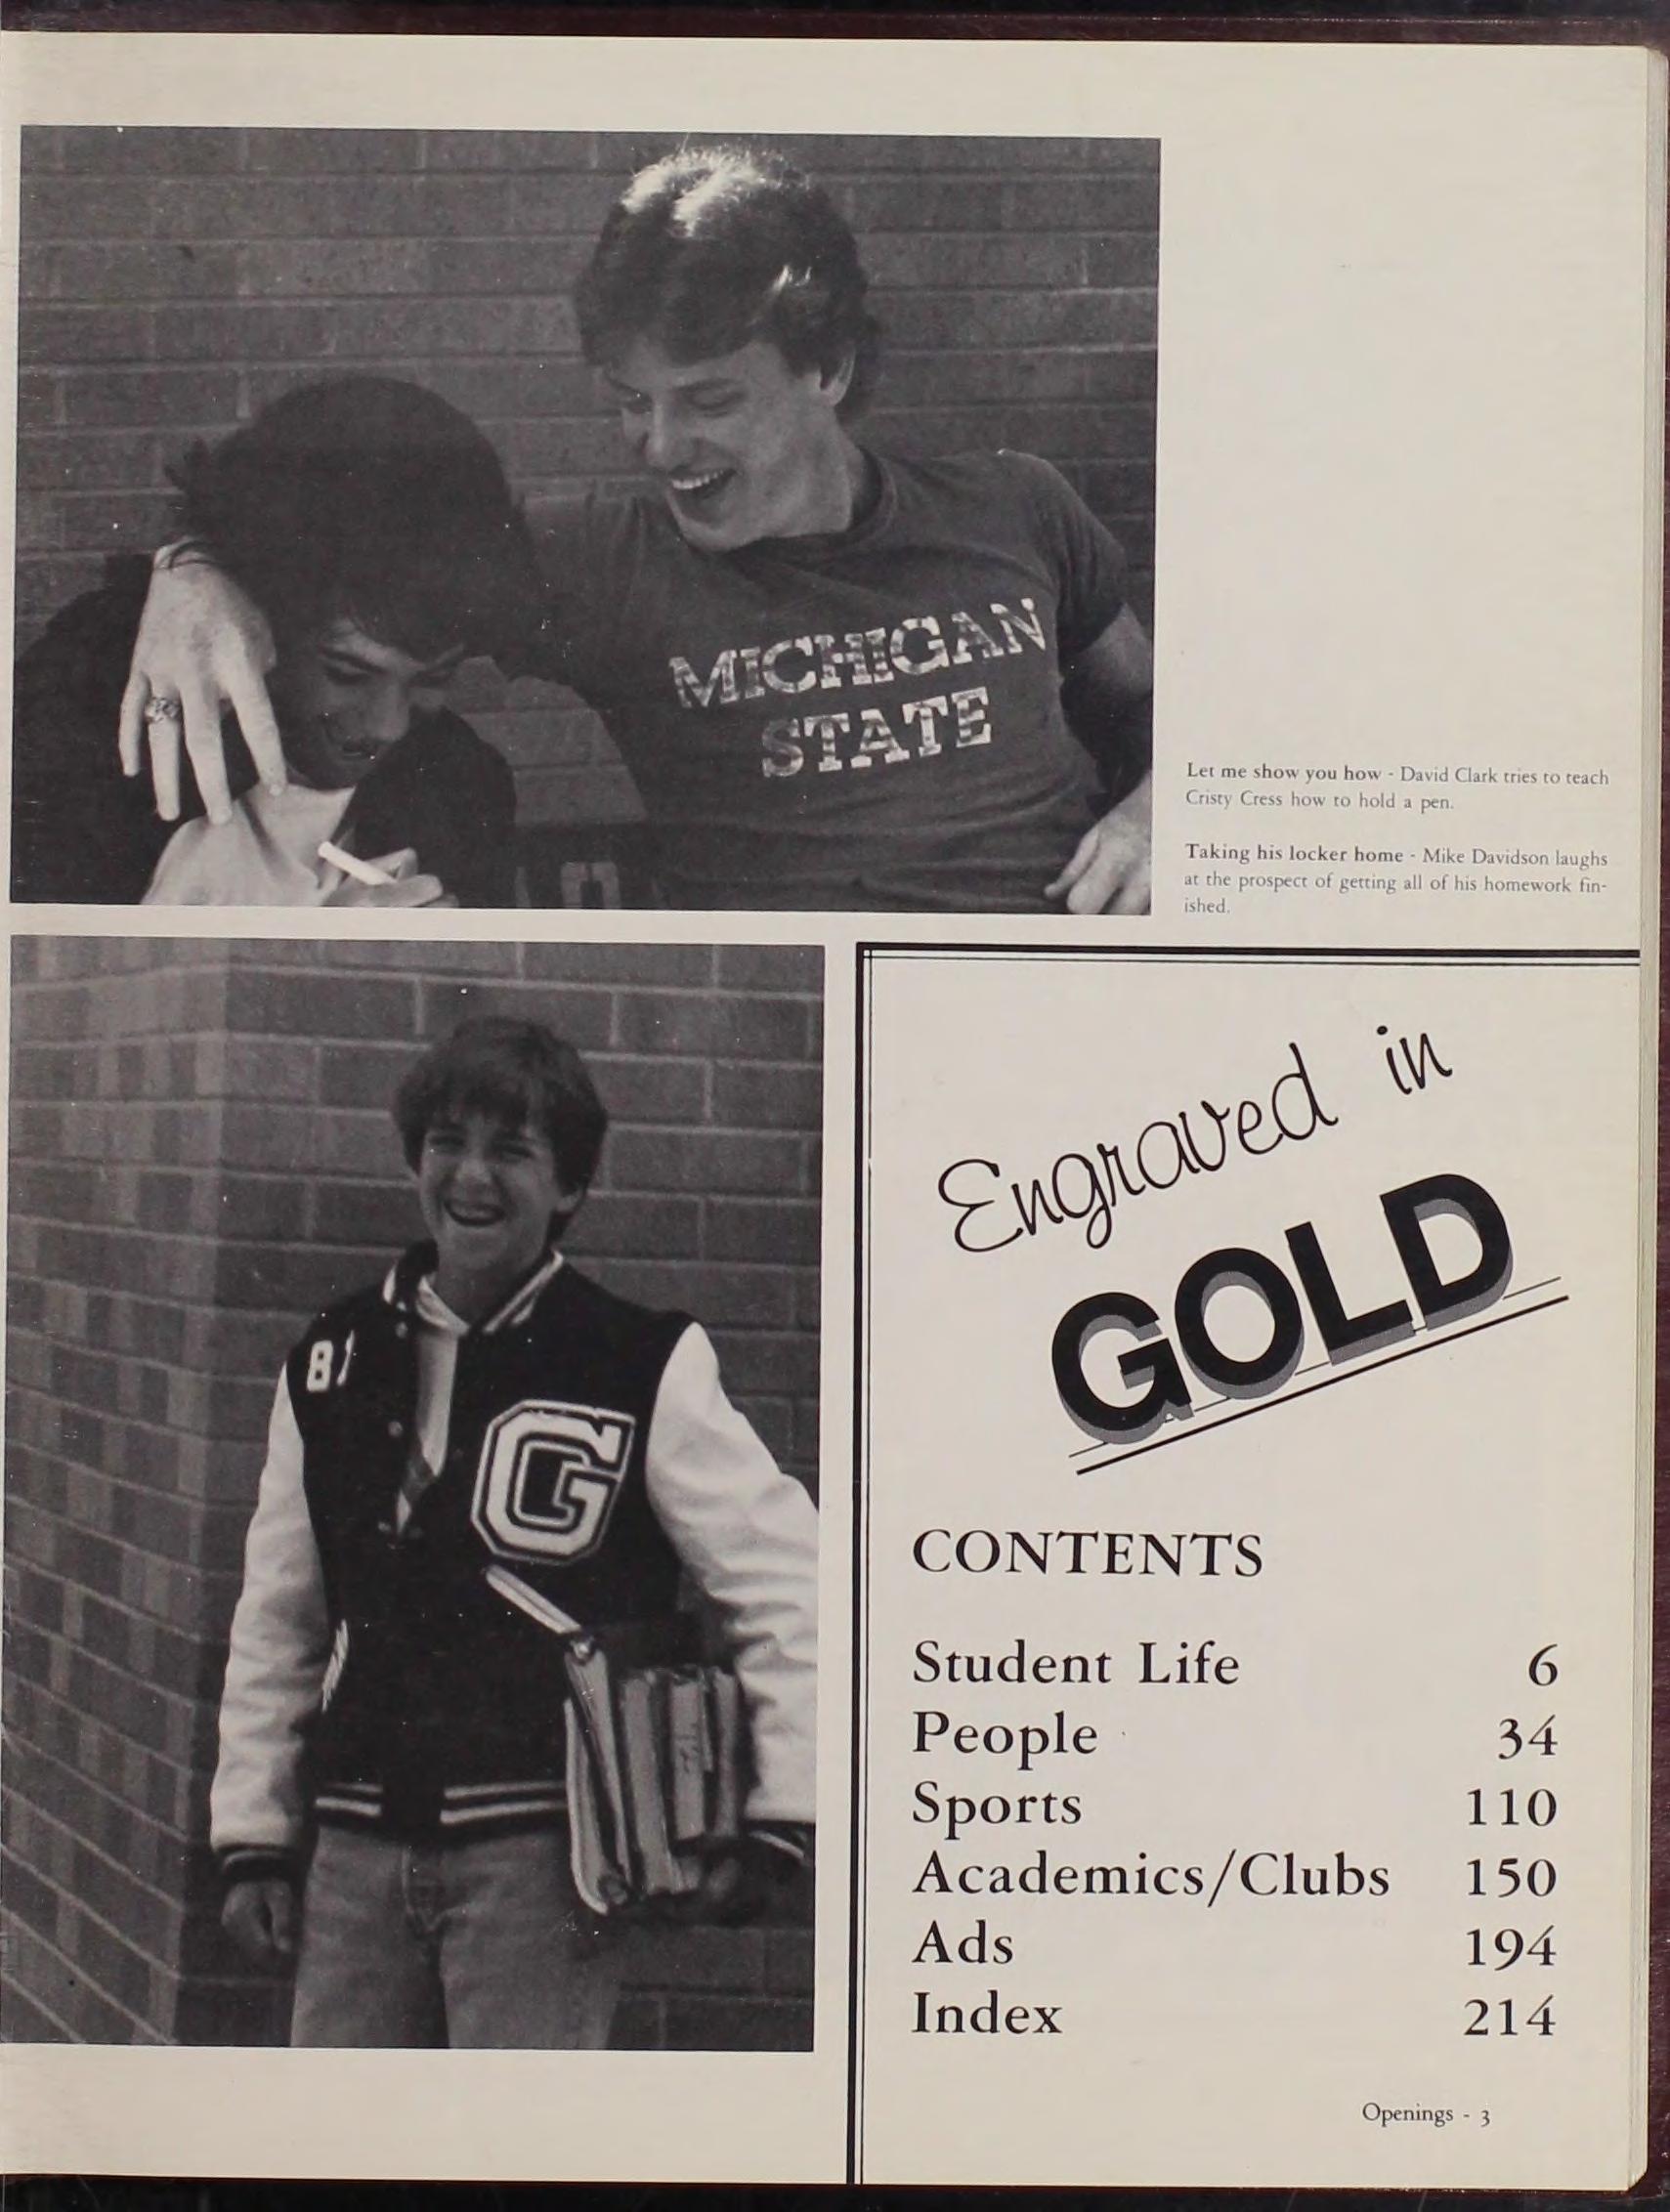 MICHIGAN
STATE
Let me show you how - David Clark tries to teach
Cristy Cress how to hold a pen.
Taking his locker home - Mike Davidson laughs
at the prospect of getting all of his homework fin-
ished.
81
G
Engraved in
GOLD
CONTENTS
Student Life 6
People 34
Sports 110
Academics/Clubs 150
Ads 194
Index 214
Openings - 3